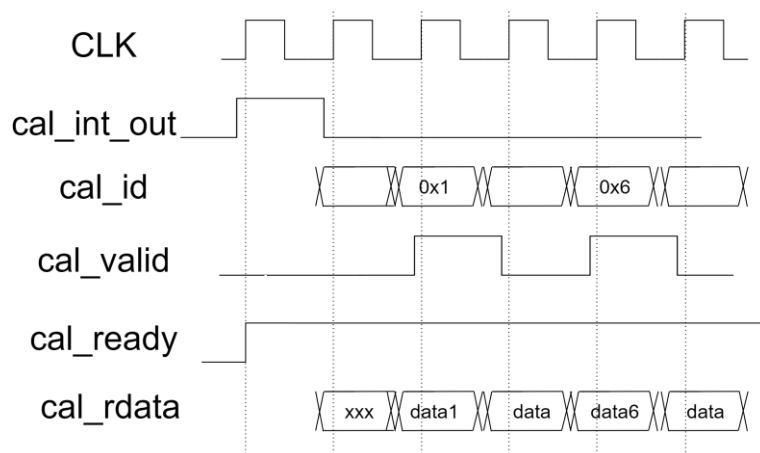 CLK
cal_int_out
cal_id
0x1
0x6
cal_valid
cal_ready
cal_rdata
xxx
data1
data
data6
data